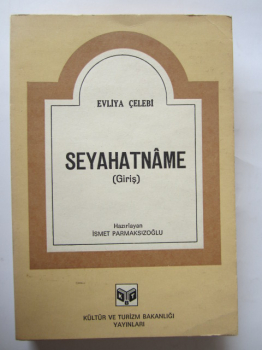 EVLİYA ÇELEBİ
SEYAHATNÂME
(Giriş)
Hazırlayan
İSMET PARMAKSIZOĞLU
KÜLTÜR VE TURİZM BAKANLIĞI
YAYINLARI